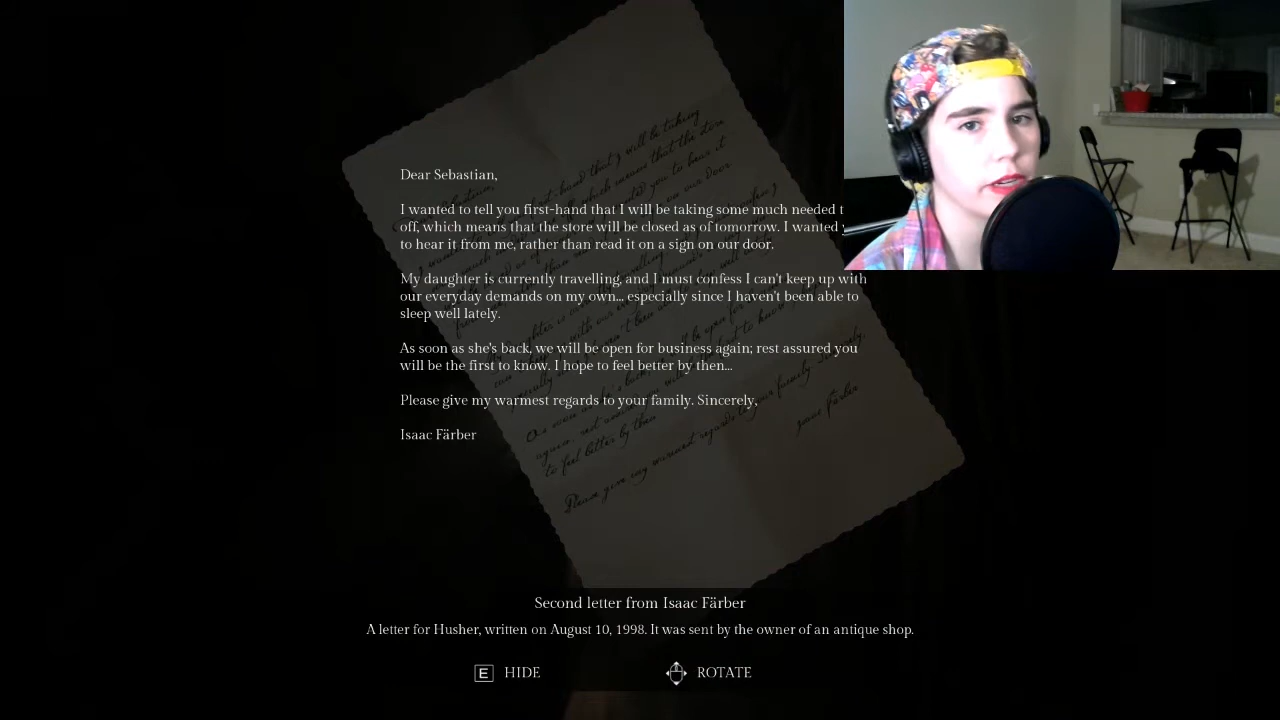 Dear Sebastian,
I wanted to tell you first-hand that I will be taking some much needed t
off, which means that the store will be closed as of tomorrow. I wanted y
to hear it from me, rather than read it on a sign on our door.
My daughter is currently travelling, and I must confess I can't keep up with
our everyday demands on my own... especially since I haven't been able to
sleep well lately.
As soon as she's back, we will be open for business again; rest assured you
will be the first to know. I hope to feel better by then...
Please give my warmest regards to your family. Sincerely,
Isaac Färber
Second letter from Isaac Färber
A letter for Husher, written on August 10, 1998. It was sent by the owner of an antique shop.
E HIDE
ROTATE